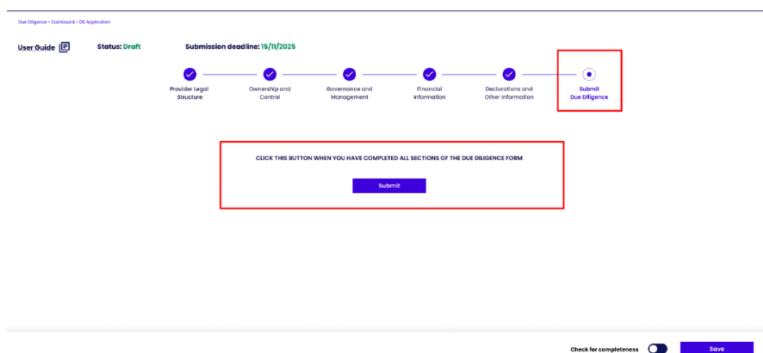 Due Diligence > Dashboard > DD Application
User Guide Status: Draft Submission deadline: 15/11/2025
Provider Legal Structure
Ownership and Control
Governance and Management
Financial Information
Declarations and Other Information
Submit Due Diligence
CLICK THIS BUTTON WHEN YOU HAVE COMPLETED ALL SECTIONS OF THE DUE DILIGENCE FORM
Submit
Check for completeness Save